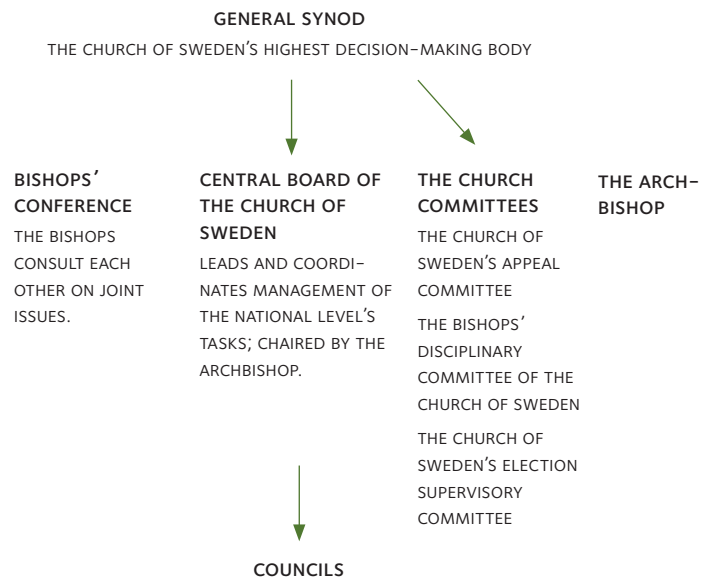 GENERAL SYNOD
THE CHURCH OF SWEDEN'S HIGHEST DECISION-MAKING BODY
BISHOPS'
CONFERENCE
THE BISHOPS
CONSULT EACH
OTHER ON JOINT
ISSUES.
CENTRAL BOARD OF
THE CHURCH OF
SWEDEN
LEADS AND COORDI-
NATES MANAGEMENT OF
THE NATIONAL LEVEL'S
TASKS; CHAIRED BY THE
ARCHBISHOP.
THE CHURCH
COMMITTEES
THE CHURCH OF
SWEDEN'S APPEAL
COMMITTEE
THE BISHOPS'
DISCIPLINARY
COMMITTEE OF THE
CHURCH OF SWEDEN
THE CHURCH OF
SWEDEN'S ELECTION
SUPERVISORY
COMMITTEE
THE ARCH-
BISHOP
COUNCILS